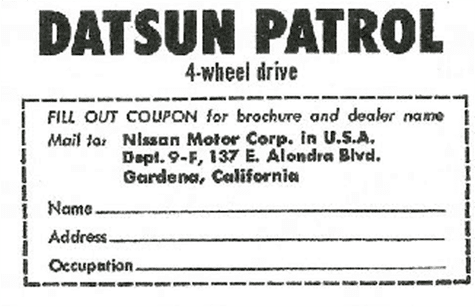 DATSUN PATROL
4-wheel drive
FILL OUT COUPON for brochure and dealer name
Mail to: Nissan Motor Corp. in U.S.A.
Dept. 9-F, 137 E. Alondra Blvd.
Gardena, California
Name
Address
Occupation